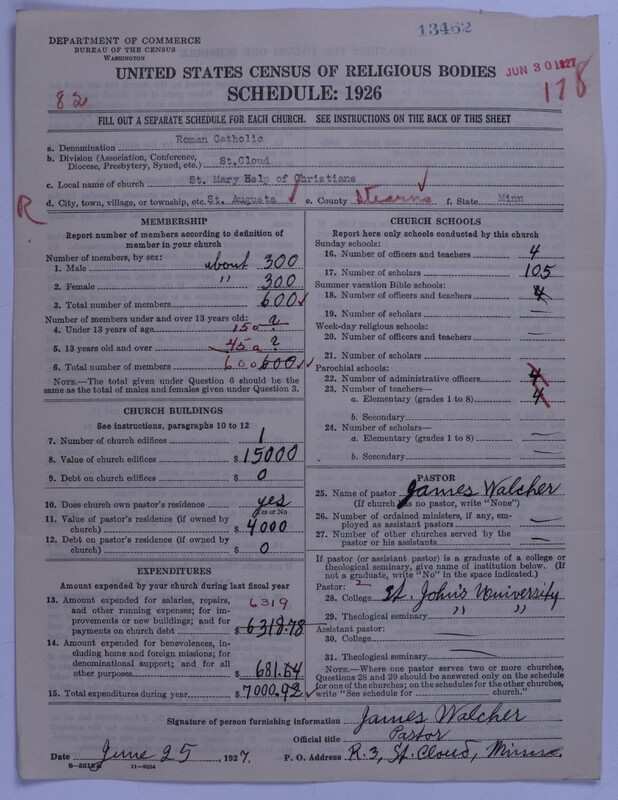 13462
DEPARTMENT OF COMMERCE
BUREAU OF THE CENSUS
WASHINGTON
UNITED STATES CENSUS OF RELIGIOUS BODIES
JUN 30 1927
SCHEDULE: 1926
82
178
FILL OUT A SEPARATE SCHEDULE FOR EACH CHURCH. SEE INSTRUCTIONS ON THE BACK OF THIS SHEET
a. Denomination Roman Catholic
b. Division (Association, Conference, Diocese, Presbytery, Synod, etc.) St.Cloud
c. Local name of church St. Mary Help of Christians
d. City, town, village, or township, etc. St. Augusta e. County Stearns f. State Minn
R
MEMBERSHIP
Report number of members according to definition of
member in your church
Number of members, by sex:
1. Male about 300
2. Female " 300
3. Total number of members 600
Number of members under and over 13 years old:
4. Under 13 years of age 150 ?
5. 13 years old and over 450 ?
6. Total number of members 600 600
NOTE.—The total given under Question 6 should be the
same as the total of males and females given under Question 3.
CHURCH BUILDINGS
See instructions, paragraphs 10 to 12
7. Number of church edifices 1
8. Value of church edifices $ 15000
9. Debt on church edifices $ 0
10. Does church own pastor's residence yes
Yes or No
11. Value of pastor's residence (if owned by
church) $ 4000
12. Debt on pastor's residence (if owned by
church) $ 0
EXPENDITURES
Amount expended by your church during last fiscal year
13. Amount expended for salaries, repairs,
and other running expenses; for im-
provements or new buildings; and for
payments on church debt $ 6318.78
6319
14. Amount expended for benevolences, in-
cluding home and foreign missions; for
denominational support; and for all
other purposes $ 681.64
15. Total expenditures during year $ 7000.92
CHURCH SCHOOLS
Report here only schools conducted by this church
Sunday schools:
16. Number of officers and teachers 4
17. Number of scholars 105
Summer vacation Bible schools:
18. Number of officers and teachers 4
19. Number of scholars —
Week-day religious schools:
20. Number of officers and teachers —
21. Number of scholars —
Parochial schools:
22. Number of administrative officers 4
23. Number of teachers—
a. Elementary (grades 1 to 8) 4
b. Secondary —
24. Number of scholars—
a. Elementary (grades 1 to 8) —
b. Secondary —
PASTOR
25. Name of pastor James Walcher
(If church has no pastor, write "None")
26. Number of ordained ministers, if any, em-
ployed as assistant pastors —
27. Number of other churches served by the
pastor or his assistants —
If pastor (or assistant pastor) is a graduate of a college or
theological seminary, give name of institution below. (If
not a graduate, write "No" in the space indicated.)
Pastor: 2
28. College St. John's University
29. Theological seminary " "
Assistant pastor:
30. College —
31. Theological seminary —
NOTE.—Where one pastor serves two or more churches,
Questions 28 and 29 should be answered only on the schedule
for one of the churches; on the schedules for the other churches,
write "See schedule for church."
Signature of person furnishing information James Walcher
Official title Pastor
Date June 25, 1927. P. O. Address R. 3, St. Cloud, Minn.
11—9654